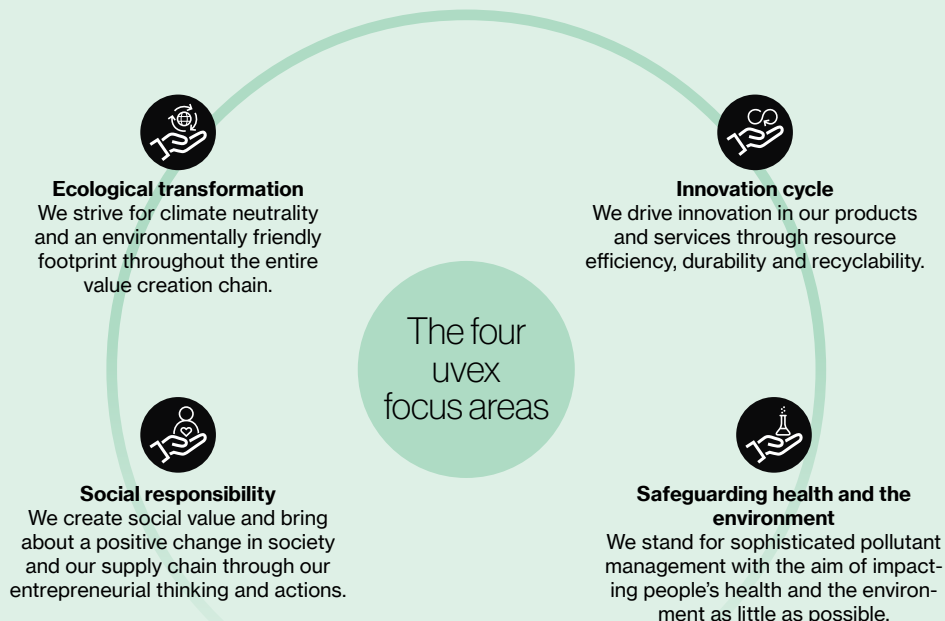 Ecological transformation
We strive for climate neutrality
and an environmentally friendly
footprint throughout the entire
value creation chain.
Innovation cycle
We drive innovation in our products
and services through resource
efficiency, durability and recyclability.
The four
uvex
focus areas
Social responsibility
We create social value and bring
about a positive change in society
and our supply chain through our
entrepreneurial thinking and actions.
Safeguarding health and the
environment
We stand for sophisticated pollutant
management with the aim of impact-
ing people's health and the environ-
ment as little as possible.